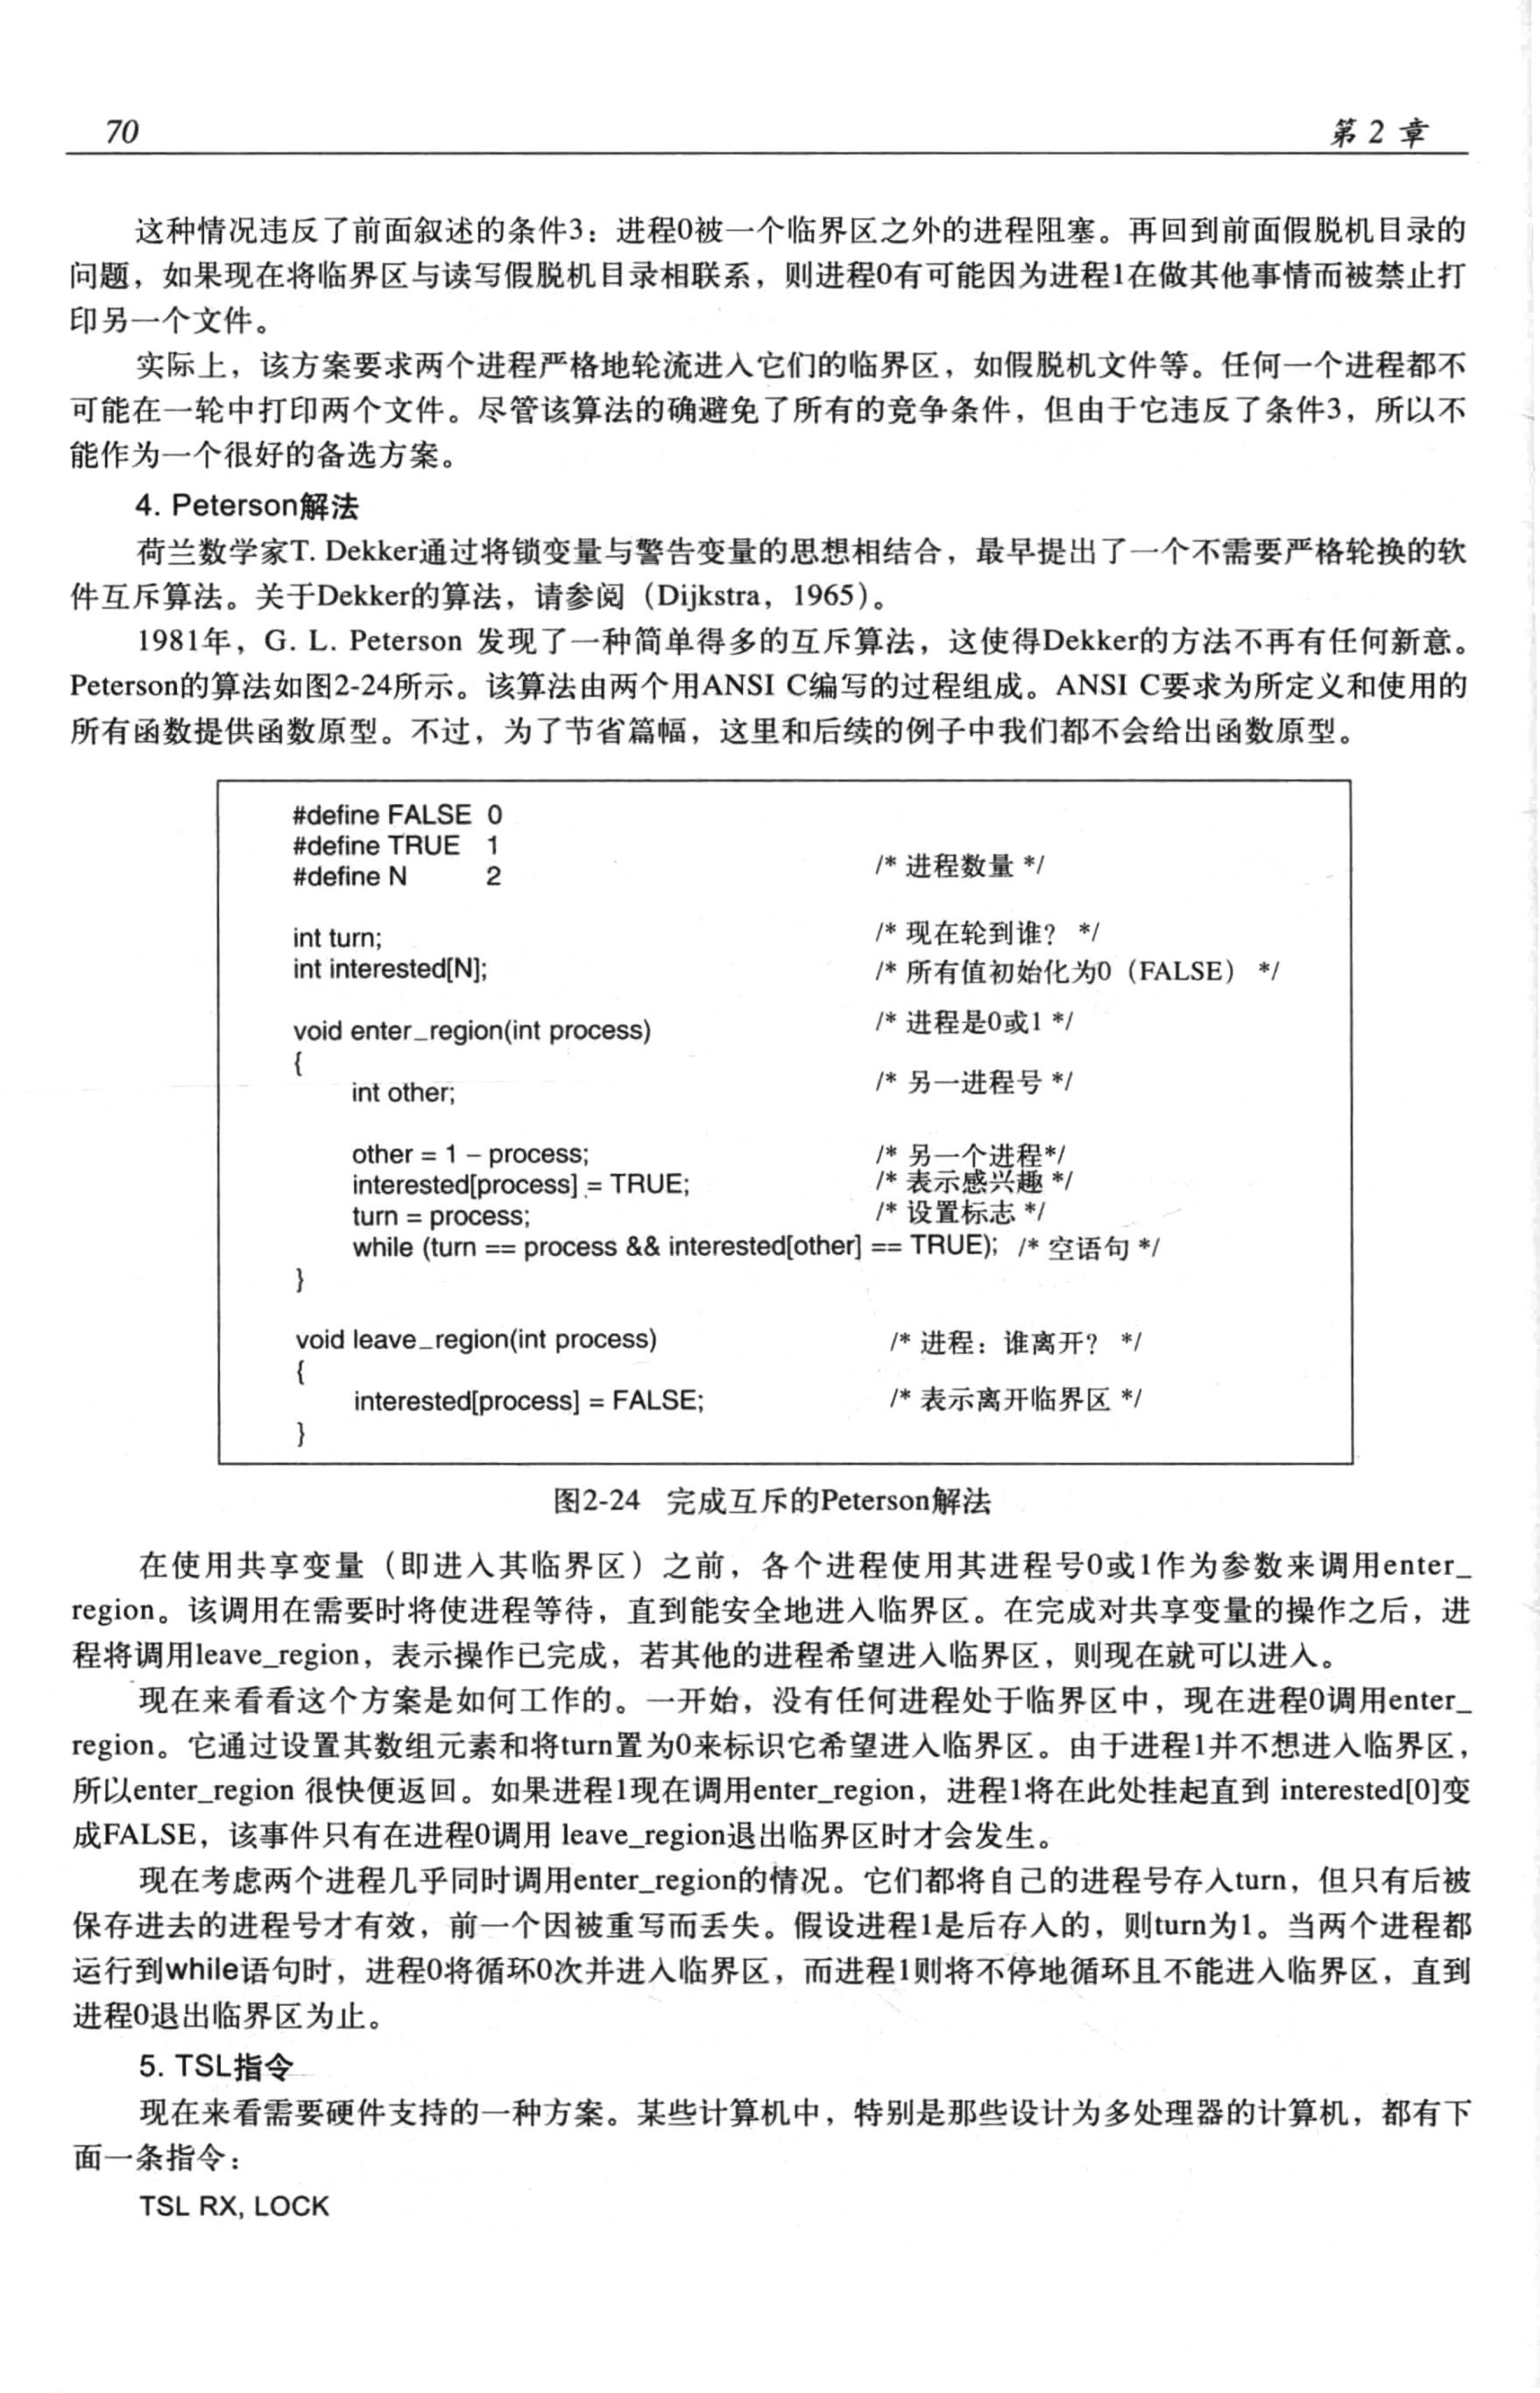 70
第 2 章
这种情况违反了前面叙述的条件3：进程0被一个临界区之外的进程阻塞。再回到前面假脱机目录的
问题，如果现在将临界区与读写假脱机目录相联系，则进程0有可能因为进程1在做其他事情而被禁止打
印另一个文件。
实际上，该方案要求两个进程严格地轮流进入它们的临界区，如假脱机文件等。任何一个进程都不
可能在一轮中打印两个文件。尽管该算法的确避免了所有的竞争条件，但由于它违反了条件3，所以不
能作为一个很好的备选方案。
4. Peterson解法
荷兰数学家T. Dekker通过将锁变量与警告变量的思想相结合，最早提出了一个不需要严格轮换的软
件互斥算法。关于Dekker的算法，请参阅（Dijkstra，1965）。
1981年，G. L. Peterson 发现了一种简单得多的互斥算法，这使得Dekker的方法不再有任何新意。
Peterson的算法如图2-24所示。该算法由两个用ANSI C编写的过程组成。ANSI C要求为所定义和使用的
所有函数提供函数原型。不过，为了节省篇幅，这里和后续的例子中我们都不会给出函数原型。
#define FALSE 0
#define TRUE 1
#define N 2 /* 进程数量 */
int turn; /* 现在轮到谁？ */
int interested[N]; /* 所有值初始化为0（FALSE） */
void enter_region(int process) /* 进程是0或1 */
{
int other; /* 另一进程号 */
other = 1 – process; /* 另一个进程*/
interested[process] = TRUE; /* 表示感兴趣 */
turn = process; /* 设置标志 */
while (turn == process && interested[other] == TRUE); /* 空语句 */
}
void leave_region(int process) /* 进程：谁离开？ */
{
interested[process] = FALSE; /* 表示离开临界区 */
}
图2-24 完成互斥的Peterson解法
在使用共享变量（即进入其临界区）之前，各个进程使用其进程号0或1作为参数来调用enter_
region。该调用在需要时将使进程等待，直到能安全地进入临界区。在完成对共享变量的操作之后，进
程将调用leave_region，表示操作已完成，若其他的进程希望进入临界区，则现在就可以进入。
现在来看看这个方案是如何工作的。一开始，没有任何进程处于临界区中，现在进程0调用enter_
region。它通过设置其数组元素和将turn置为0来标识它希望进入临界区。由于进程1并不想进入临界区，
所以enter_region 很快便返回。如果进程1现在调用enter_region，进程1将在此处挂起直到 interested[0]变
成FALSE，该事件只有在进程0调用 leave_region退出临界区时才会发生。
现在考虑两个进程几乎同时调用enter_region的情况。它们都将自己的进程号存入turn，但只有后被
保存进去的进程号才有效，前一个因被重写而丢失。假设进程1是后存入的，则turn为1。当两个进程都
运行到while语句时，进程0将循环0次并进入临界区，而进程1则将不停地循环且不能进入临界区，直到
进程0退出临界区为止。
5. TSL指令
现在来看需要硬件支持的一种方案。某些计算机中，特别是那些设计为多处理器的计算机，都有下
面一条指令：
TSL RX, LOCK